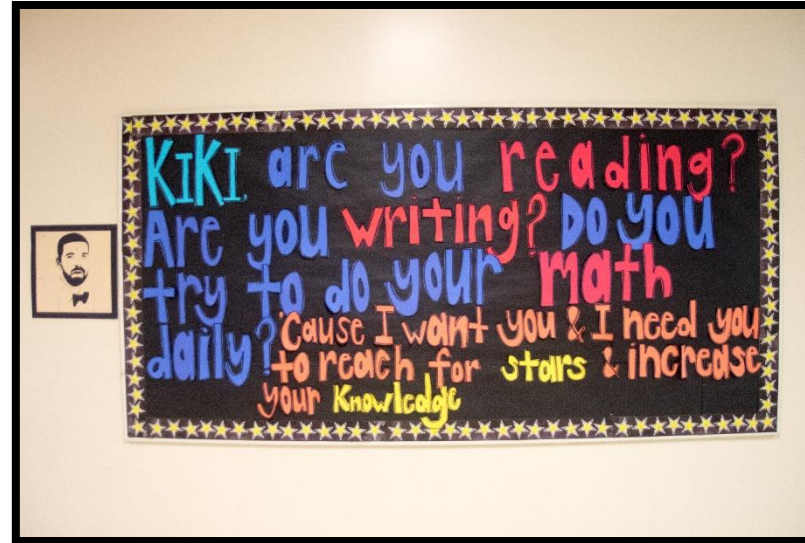 KIKI, are you reading?
Are you writing? Do you
try to do your math
daily? 'Cause I want you & I need you
to reach for stars & increase
your Knowledge